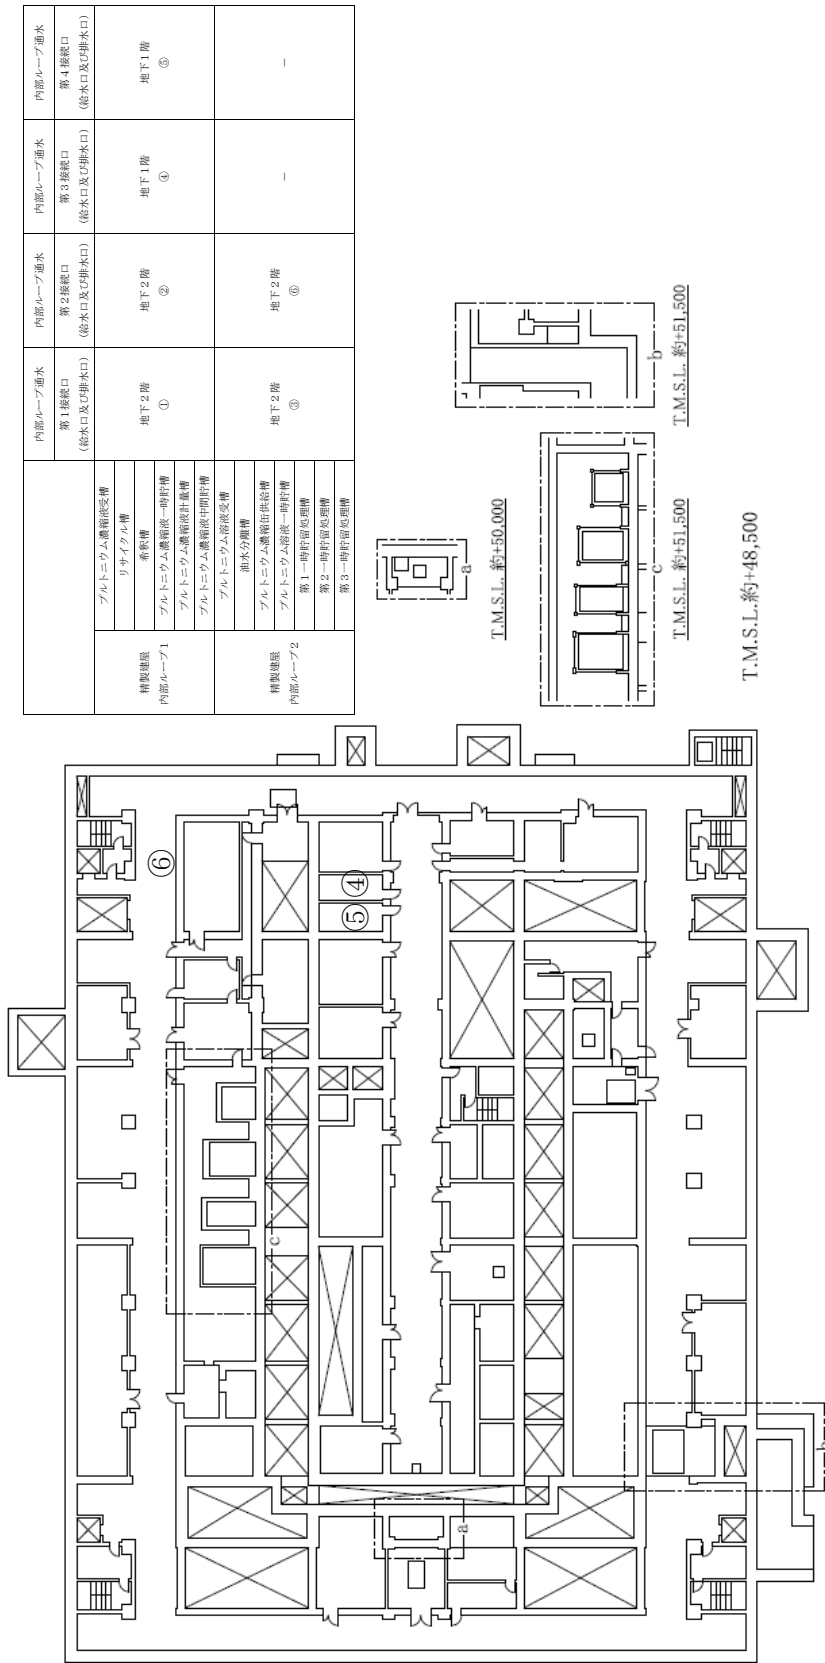 内部ループ通水
第1接続口
(給水口及び排水口)
内部ループ通水
第2接続口
(給水口及び排水口)
内部ループ通水
第3接続口
(給水口及び排水口)
内部ループ通水
第4接続口
(給水口及び排水口)
精製建屋
内部ループ1
プルトニウム濃縮液受槽
リサイクル槽
希釈槽
プルトニウム濃縮液一時貯槽
プルトニウム濃縮液計量槽
プルトニウム濃縮液中間貯槽
地下2階
①
地下2階
②
地下1階
④
地下1階
⑤
精製建屋
内部ループ2
プルトニウム溶液受槽
油水分離槽
プルトニウム濃縮缶供給槽
プルトニウム溶液一時貯槽
第1一時貯留処理槽
第2一時貯留処理槽
第3一時貯留処理槽
地下2階
③
地下2階
⑥
－
－
a
T.M.S.L. 約+50,000
b
T.M.S.L. 約+51,500
c
T.M.S.L. 約+51,500
T.M.S.L.約+48,500
⑥
④
⑤
c
a
b